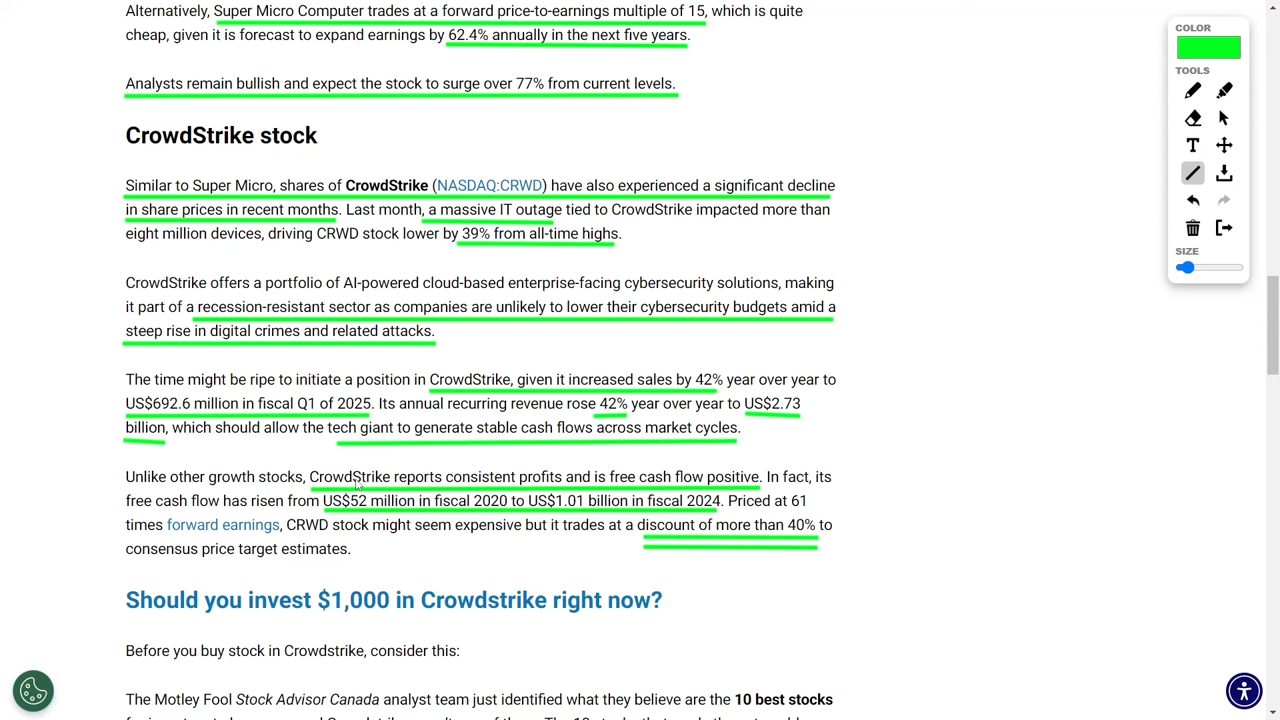 Alternatively, Super Micro Computer trades at a forward price-to-earnings multiple of 15, which is quite
cheap, given it is forecast to expand earnings by 62.4% annually in the next five years.
Analysts remain bullish and expect the stock to surge over 77% from current levels.
CrowdStrike stock
Similar to Super Micro, shares of CrowdStrike (NASDAQ:CRWD) have also experienced a significant decline
in share prices in recent months. Last month, a massive IT outage tied to CrowdStrike impacted more than
eight million devices, driving CRWD stock lower by 39% from all-time highs.
CrowdStrike offers a portfolio of AI-powered cloud-based enterprise-facing cybersecurity solutions, making
it part of a recession-resistant sector as companies are unlikely to lower their cybersecurity budgets amid a
steep rise in digital crimes and related attacks.
The time might be ripe to initiate a position in CrowdStrike, given it increased sales by 42% year over year to
US$692.6 million in fiscal Q1 of 2025. Its annual recurring revenue rose 42% year over year to US$2.73
billion, which should allow the tech giant to generate stable cash flows across market cycles.
Unlike other growth stocks, CrowdStrike reports consistent profits and is free cash flow positive. In fact, its
free cash flow has risen from US$52 million in fiscal 2020 to US$1.01 billion in fiscal 2024. Priced at 61
times forward earnings, CRWD stock might seem expensive but it trades at a discount of more than 40% to
consensus price target estimates.
Should you invest $1,000 in Crowdstrike right now?
Before you buy stock in Crowdstrike, consider this:
The Motley Fool Stock Advisor Canada analyst team just identified what they believe are the 10 best stocks
COLOR
TOOLS
T
SIZE